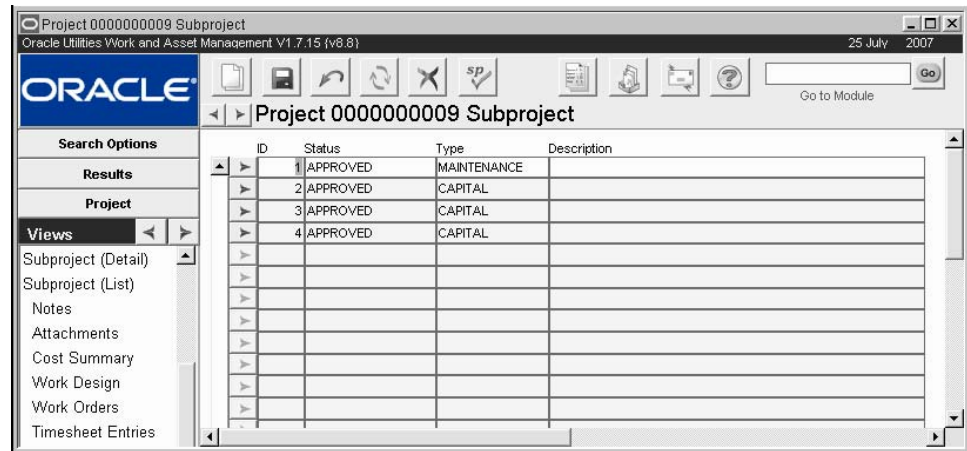 Project 0000000009 Subproject
Oracle Utilities Work and Asset Management V1.7.15 {v8.8} 25 July 2007
ORACLE®
sp
Go
Go to Module
Project 0000000009 Subproject
Search Options
Results
Project
Views
Subproject (Detail)
Subproject (List)
Notes
Attachments
Cost Summary
Work Design
Work Orders
Timesheet Entries
ID Status Type Description
1 APPROVED MAINTENANCE
2 APPROVED CAPITAL
3 APPROVED CAPITAL
4 APPROVED CAPITAL